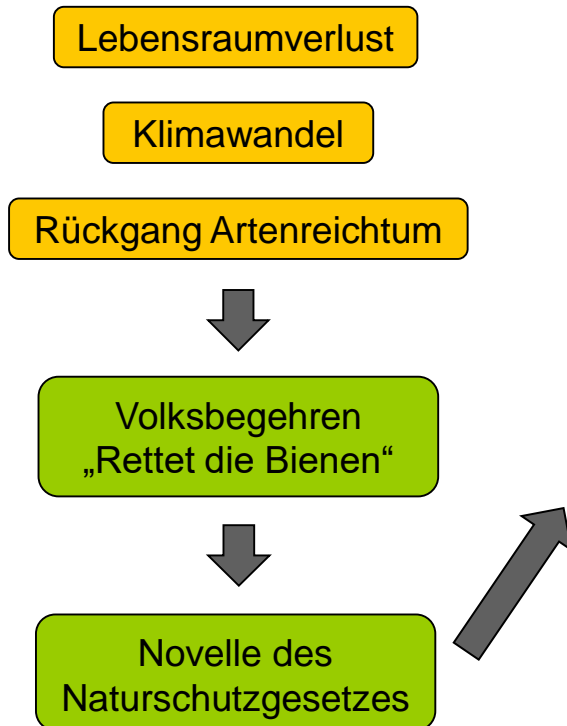 Lebensraumverlust
Klimawandel
Rückgang Artenreichtum
Volksbegehren
„Rettet die Bienen“
Novelle des
Naturschutzgesetzes